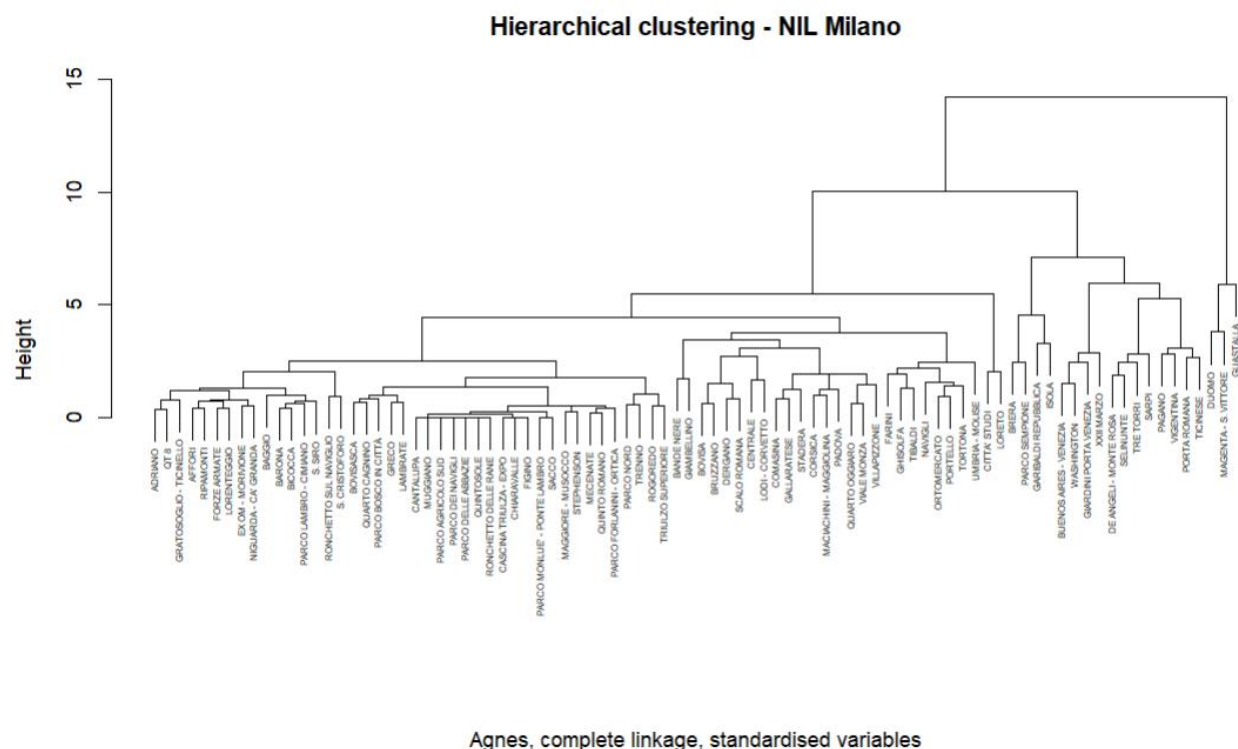 Hierarchical clustering - NIL Milano
15
10
5
0
Height
ADRIANO
QT 8
GRATOSOGLIO - TICINELLO
AFFORI
RIPAMONTI
FORZE ARMATE
LORENTEGGIO
EX OM - MORIVIONE
NIGUARDA - CA' GRANDA
BAGGIO
BARONA
BICOCCA
PARCO LAMBRO - CIMIANO
S. SIRO
RONCHETTO SUL NAVIGLIO
S. CRISTOFORO
BOVISASCA
QUARTO CAGNINO
PARCO BOSCO IN CITTÀ
GRECO
LAMBRATE
CANTALUPA
MUGGIANO
PARCO AGRICOLO SUD
PARCO DEI NAVIGLI
PARCO DELLE ABBAZIE
QUINTOSOLE
RONCHETTO DELLE RANE
CASCINA TRIULZA - EXPO
CHIARAVALLE
FIGINO
PARCO MONLUE' - PONTE LAMBRO
SACCO
MAGGIORE - MUSOCCO
STEPHENSON
MECENATE
QUINTO ROMANO
PARCO FORLANINI - ORTICA
PARCO NORD
TRENNO
ROGOREDO
TRIULZO SUPERIORE
BANDE NERE
GIAMBELLINO
BOVISA
BRUZZANO
DERGANO
SCALO ROMANA
CENTRALE
LODI - CORVETTO
COMASINA
GALLARATESE
STADERA
CORSICA
MACIACHINI - MAGGIOLINA
PADOVA
QUARTO OGGIARO
VIALE MONZA
VILLAPIZZONE
FARINI
GHISOLFA
TIBALDI
NAVIGLI
ORTOMERCATO
PORTELLO
TORTONA
UMBRIA - MOLISE
CITTA' STUDI
LORETO
BRERA
PARCO SEMPIONE
GARIBALDI REPUBBLICA
ISOLA
BUENOS AIRES - VENEZIA
WASHINGTON
GIARDINI PORTA VENEZIA
XXII MARZO
DE ANGELI - MONTE ROSA
SELINUNTE
TRE TORRI
SARPI
PAGANO
VIGENTINA
PORTA ROMANA
TICINESE
DUOMO
MAGENTA - S. VITTORE
GUASTALLA
Agnes, complete linkage, standardised variables